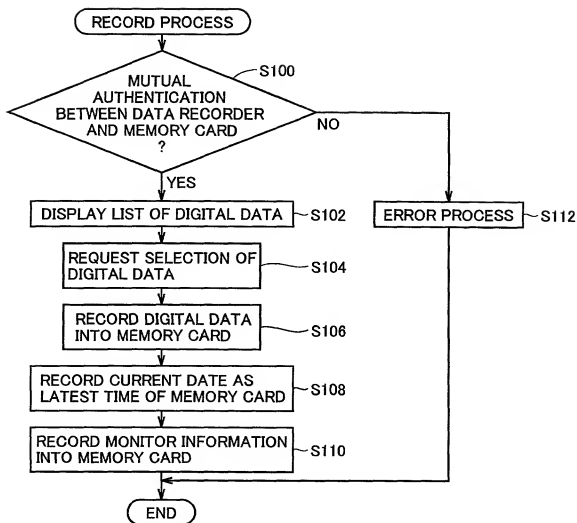 RECORD PROCESS
S100
MUTUAL
AUTHENTICATION
BETWEEN DATA RECORDER
AND MEMORY CARD
?
NO
YES
DISPLAY LIST OF DIGITAL DATA
S102
ERROR PROCESS
S112
REQUEST SELECTION OF
DIGITAL DATA
S104
RECORD DIGITAL DATA
INTO MEMORY CARD
S106
RECORD CURRENT DATE AS
LATEST TIME OF MEMORY CARD
S108
RECORD MONITOR INFORMATION
INTO MEMORY CARD
S110
END